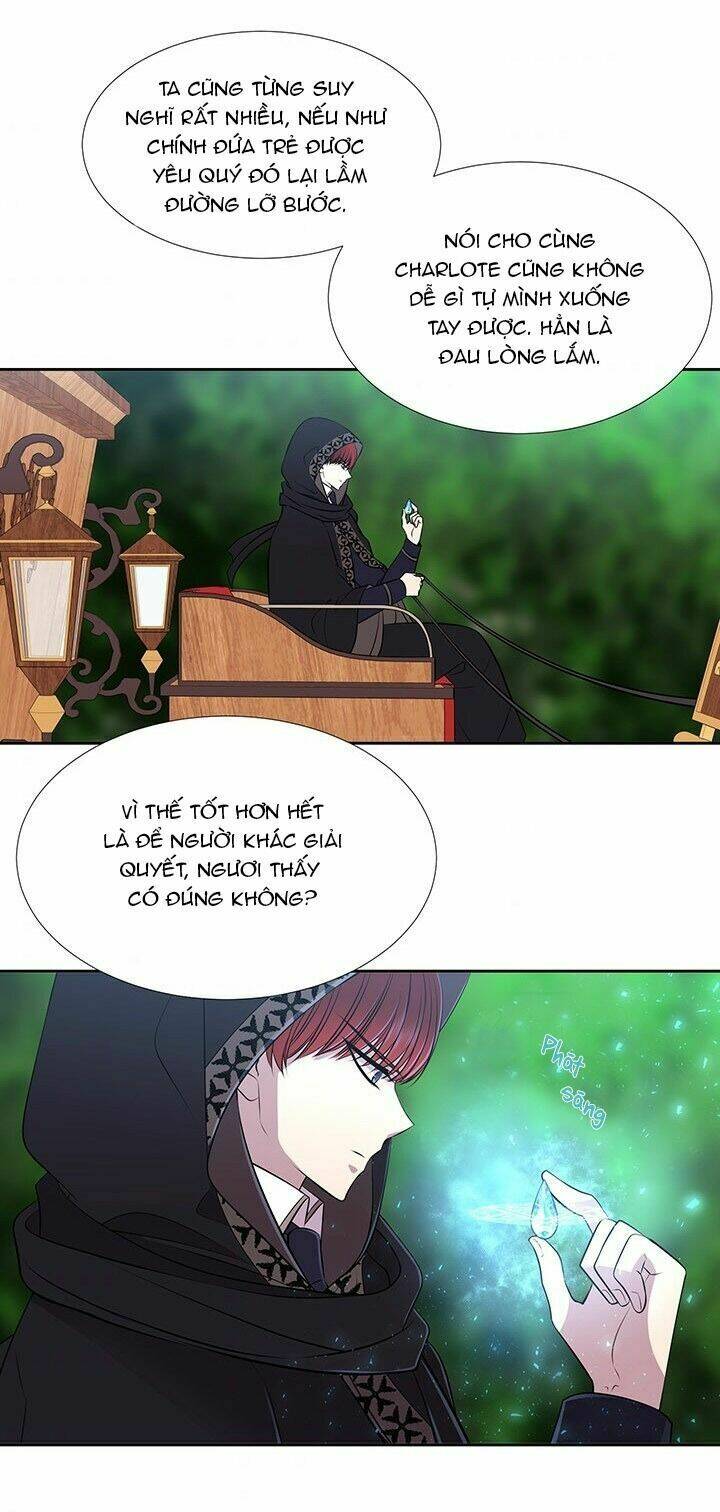 TA CŨNG TỪNG SUY
NGHĨ RẤT NHIỀU, NẾU NHƯ
CHÍNH ĐỨA TRẺ ĐƯỢC
YÊU QUÝ ĐÓ LẠI LẦM
ĐƯỜNG LỠ BƯỚC.
NÓI CHO CÙNG
CHARLOTE CŨNG KHÔNG
DỄ GÌ TỰ MÌNH XUỐNG
TAY ĐƯỢC. HẲN LÀ
ĐAU LÒNG LẮM.
VÌ THẾ TỐT HƠN HẾT
LÀ ĐỂ NGƯỜI KHÁC GIẢI
QUYẾT, NGƯƠI THẤY
CÓ ĐÚNG KHÔNG?
Phát
sáng